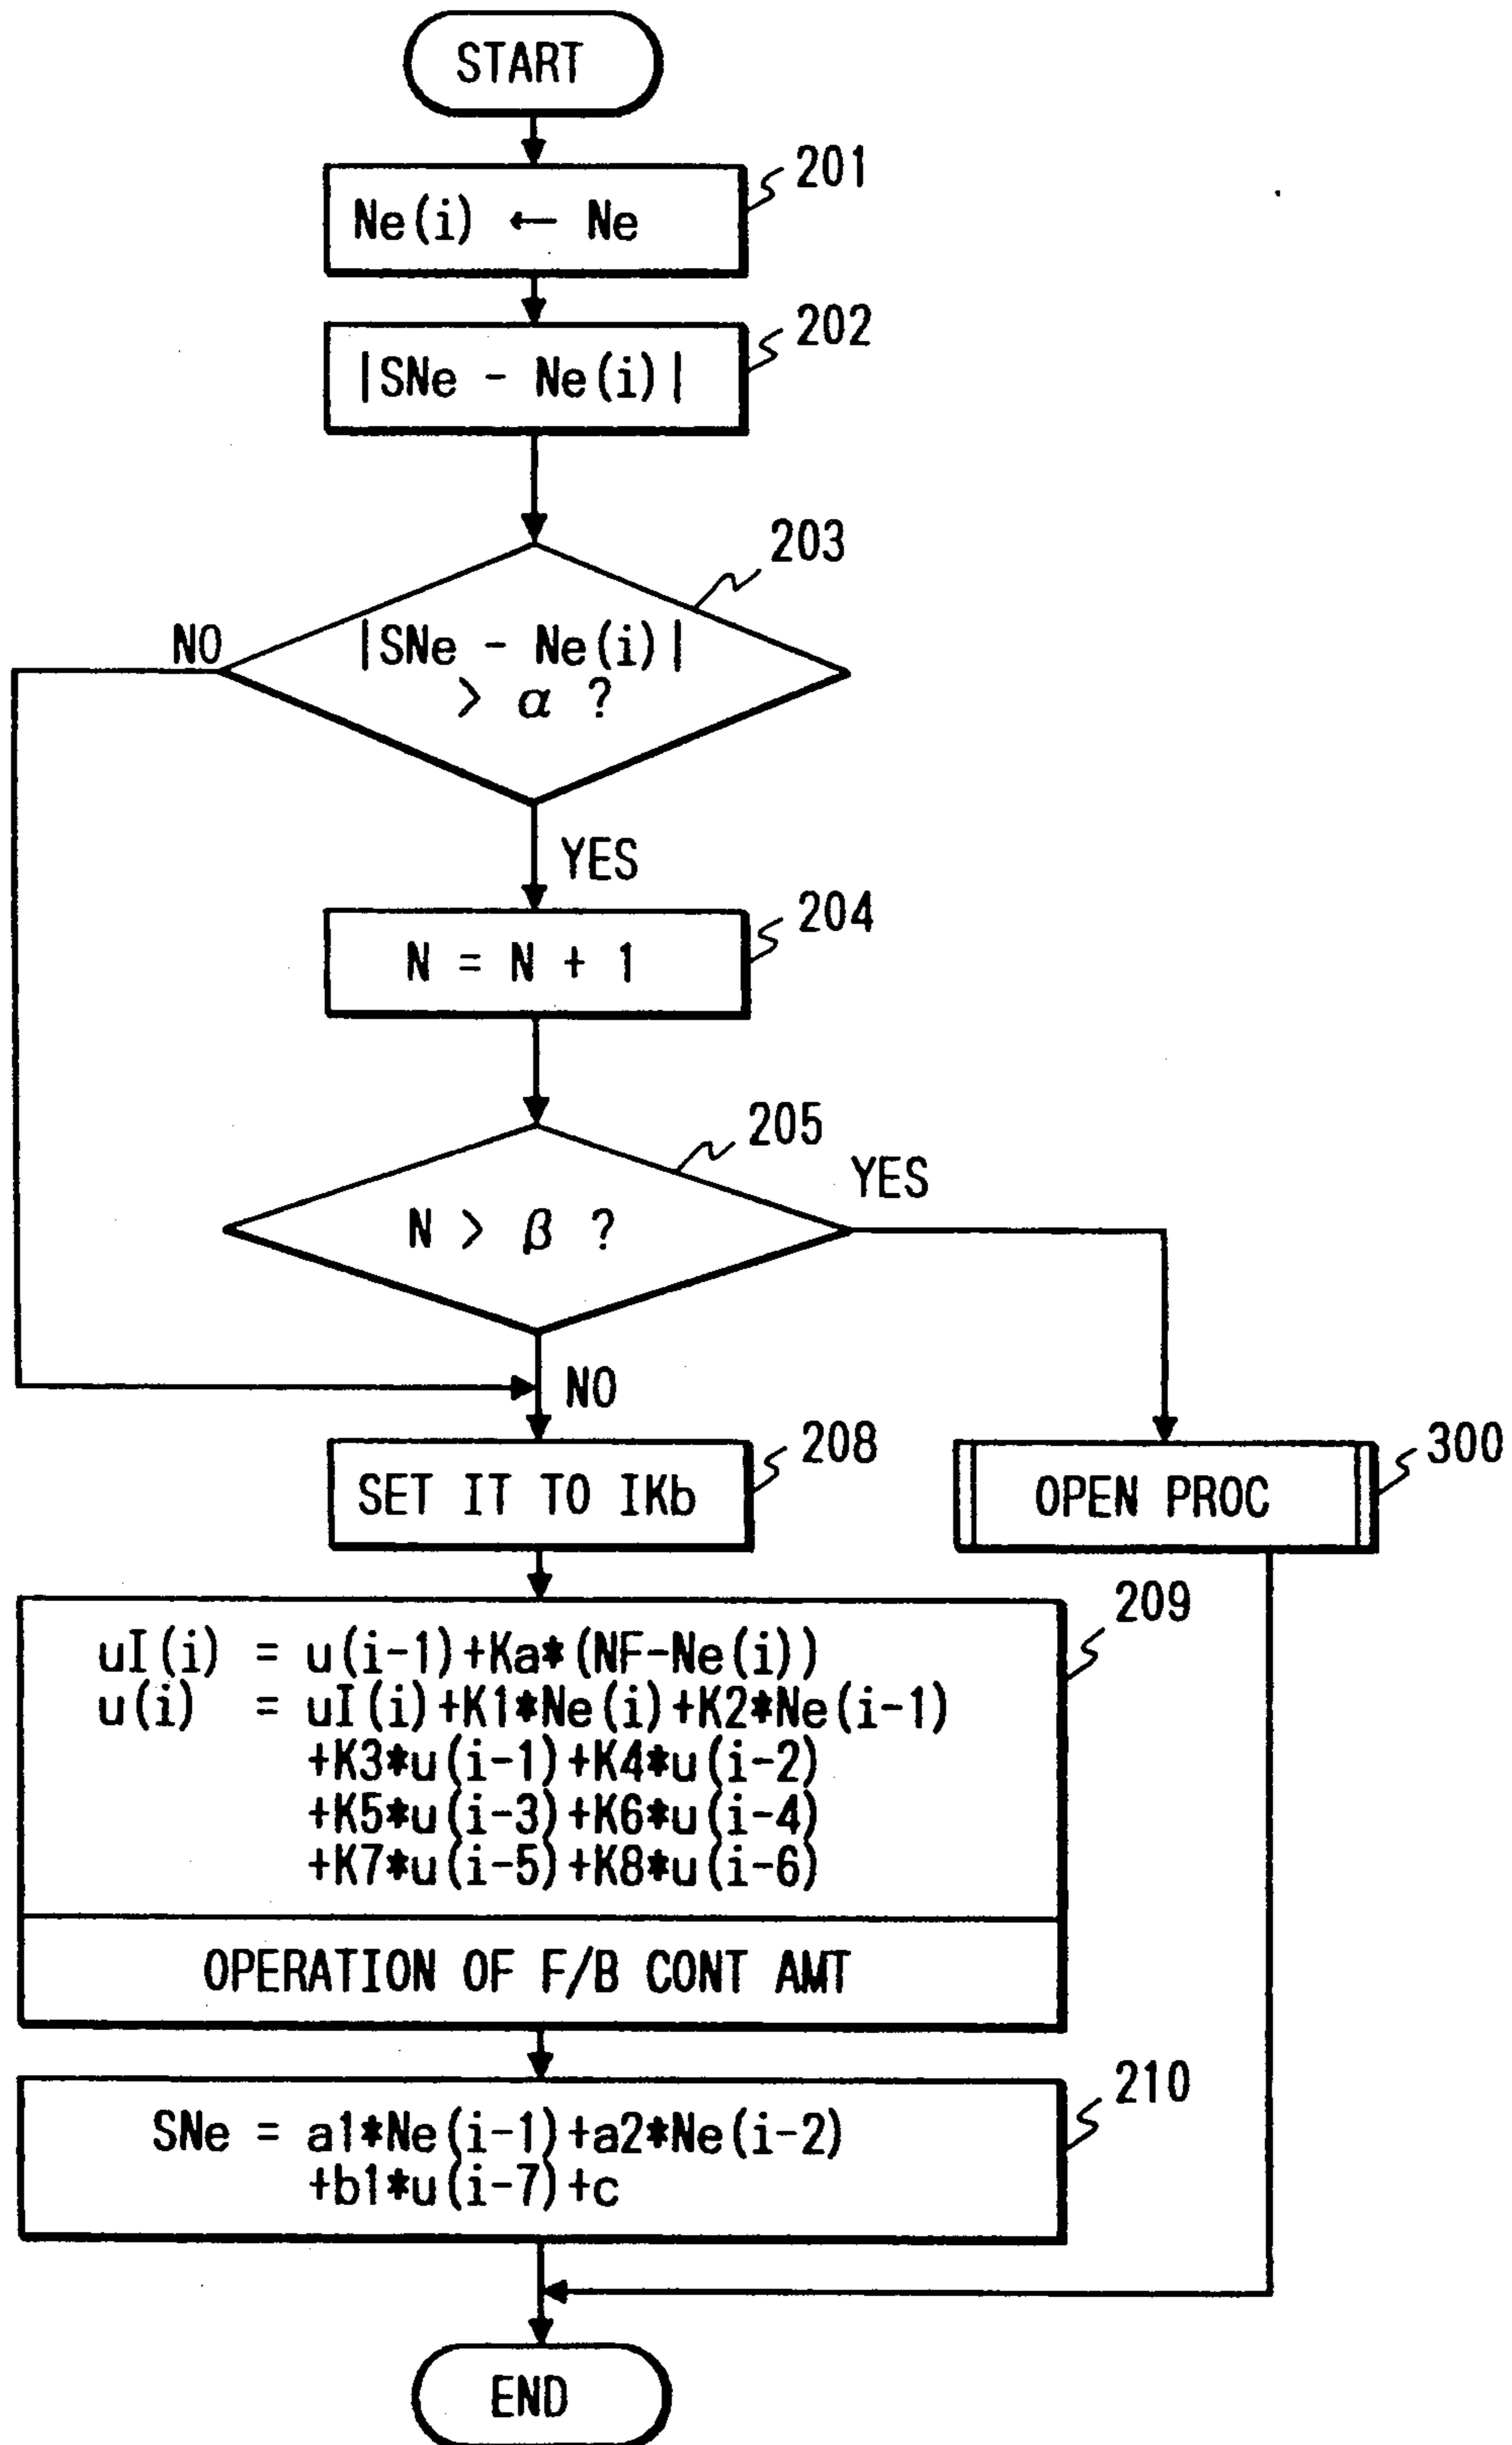 START
201
Ne(i) ← Ne
202
|SNe - Ne(i)|
203
NO
|SNe - Ne(i)|
> α ?
YES
204
N = N + 1
205
YES
N > β ?
NO
208
300
SET IT TO IKb
OPEN PROC
209
uI(i) = u(i-1)+Ka*(NF-Ne(i))
u(i) = uI(i)+K1*Ne(i)+K2*Ne(i-1)
+K3*u(i-1)+K4*u(i-2)
+K5*u(i-3)+K6*u(i-4)
+K7*u(i-5)+K8*u(i-6)
OPERATION OF F/B CONT AMT
210
SNe = a1*Ne(i-1)+a2*Ne(i-2)
+b1*u(i-7)+c
END